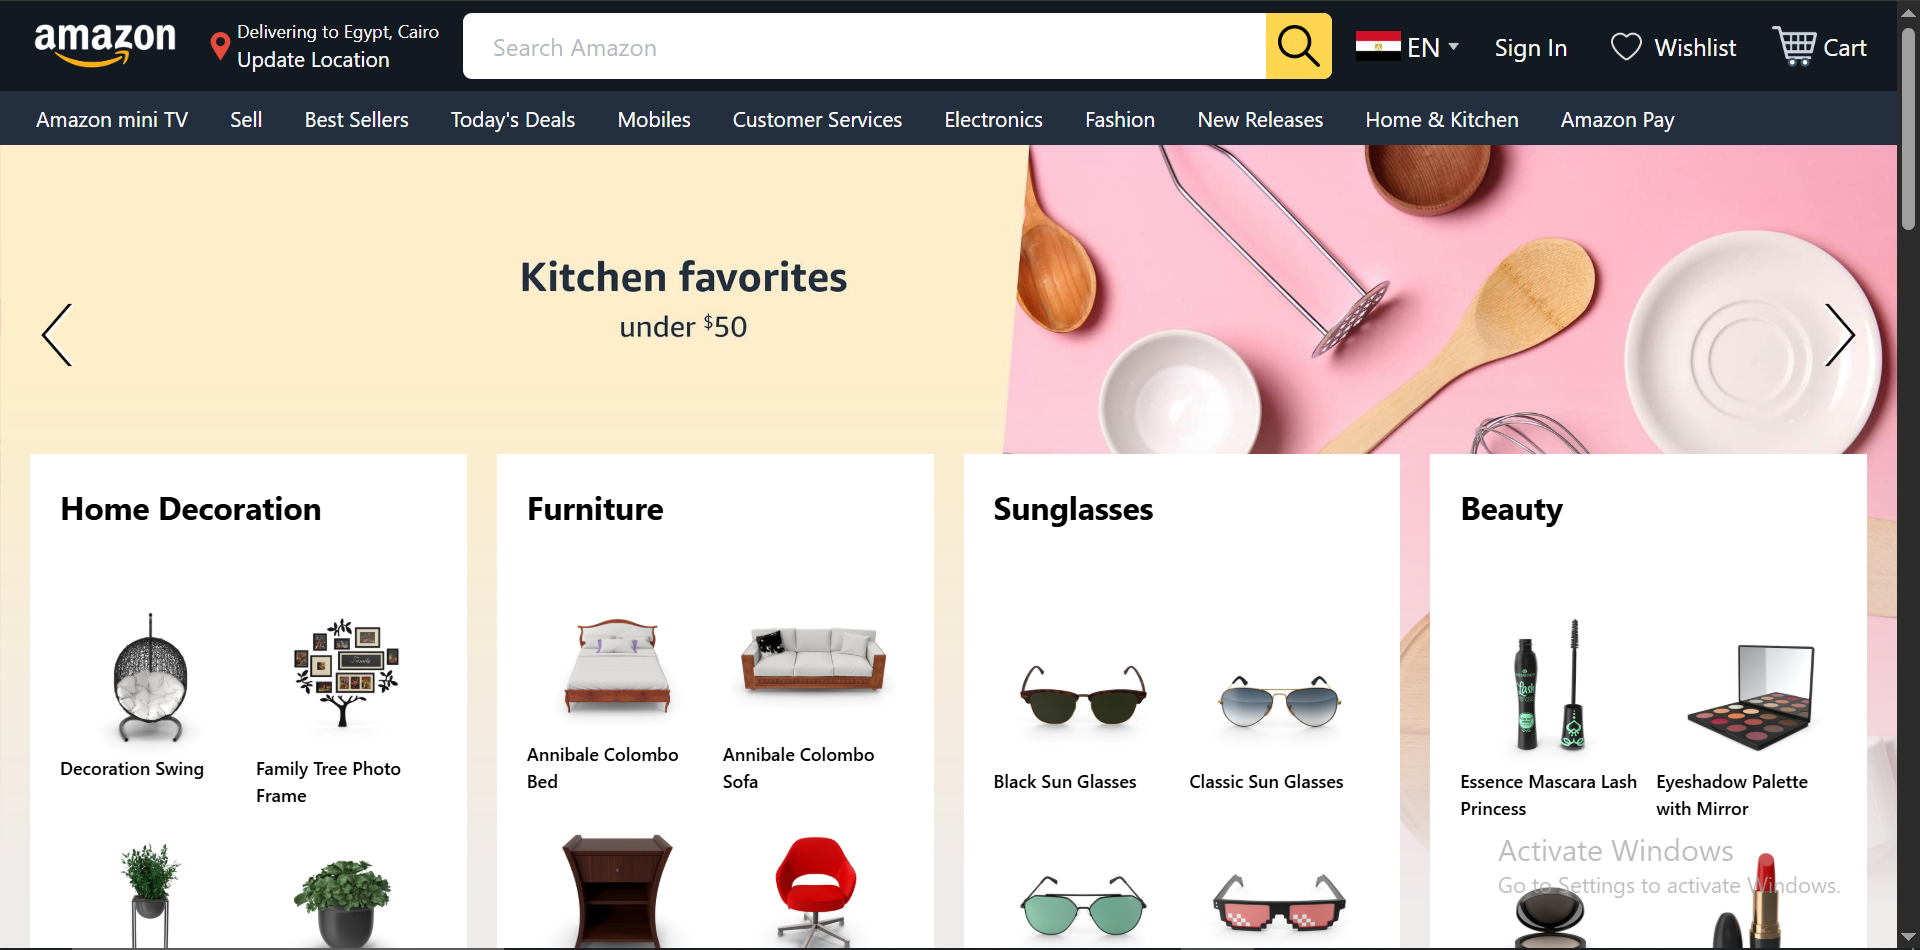 amazon
Delivering to Egypt, Cairo
Update Location
Search Amazon
EN
Sign In
Wishlist
Cart
Amazon mini TV
Sell
Best Sellers
Today's Deals
Mobiles
Customer Services
Electronics
Fashion
New Releases
Home & Kitchen
Amazon Pay
Kitchen favorites
under $50
Home Decoration
Furniture
Sunglasses
Beauty
Decoration Swing
Family Tree Photo
Frame
Annibale Colombo
Bed
Annibale Colombo
Sofa
Black Sun Glasses
Classic Sun Glasses
Essence Mascara Lash
Princess
Eyeshadow Palette
with Mirror
Activate Windows
Go to Settings to activate Windows.